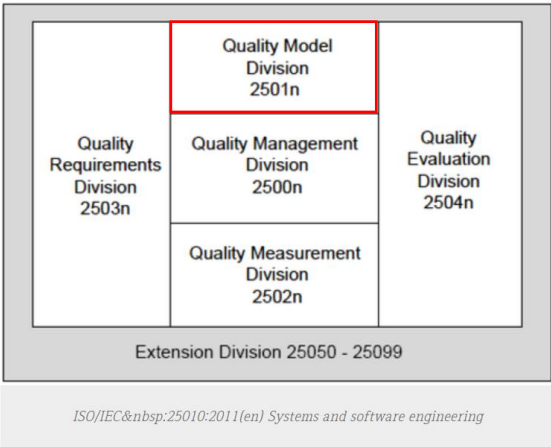 Quality Model
Division
2501n
Quality
Requirements
Division
2503n
Quality Management
Division
2500n
Quality
Evaluation
Division
2504n
Quality Measurement
Division
2502n
Extension Division 25050 - 25099
ISO/IEC&nbsp:25010:2011(en) Systems and software engineering